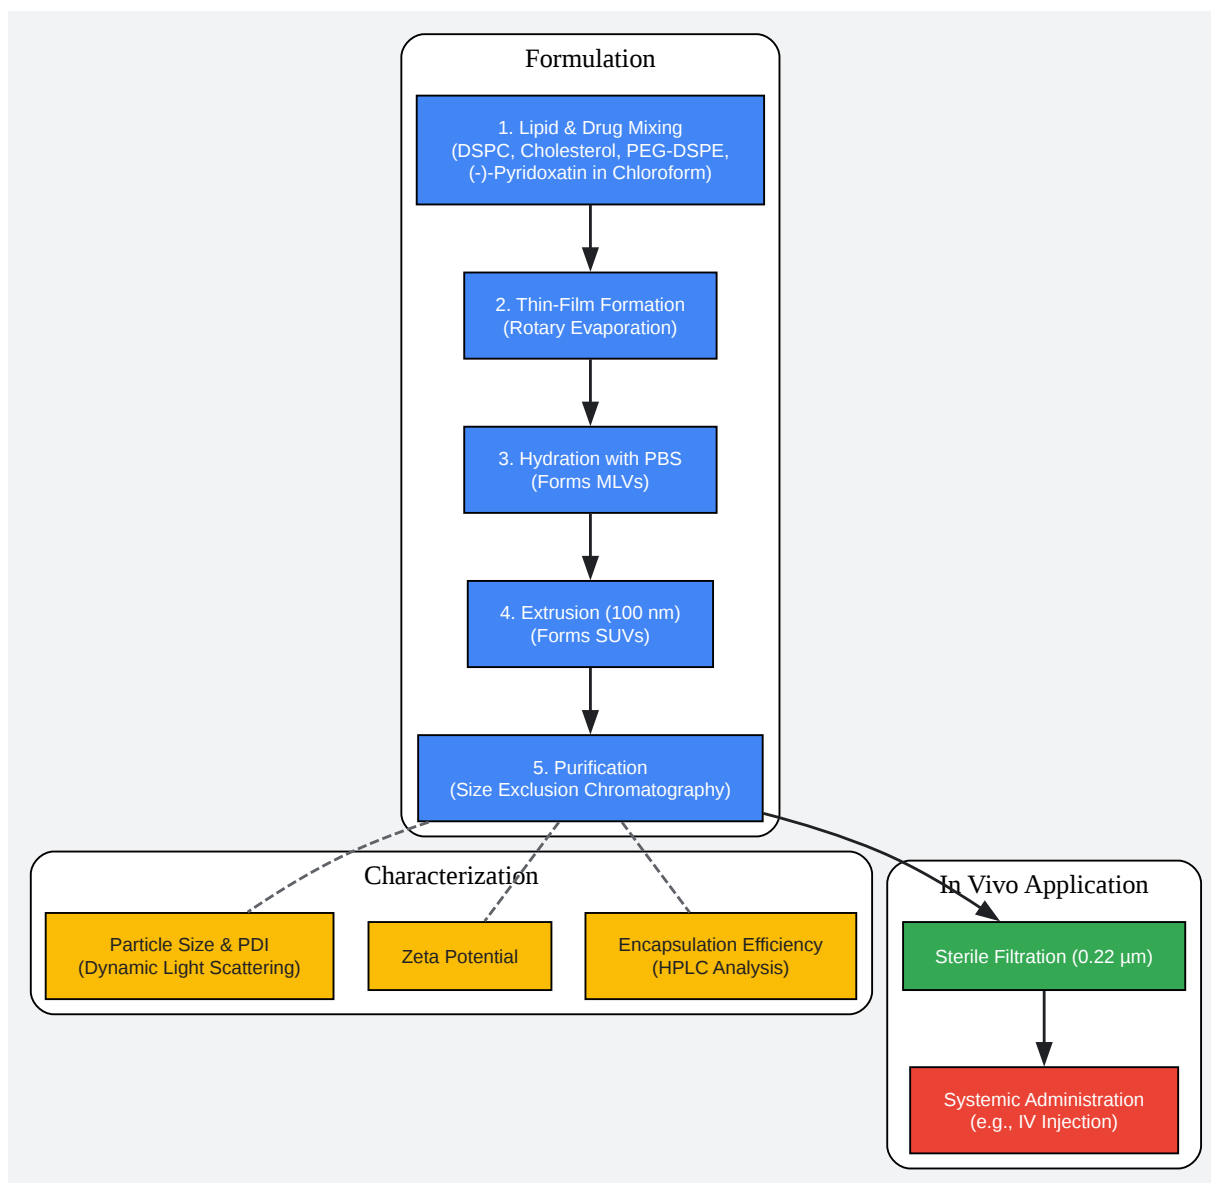 Formulation
1. Lipid & Drug Mixing
(DSPC, Cholesterol, PEG-DSPE,
(-)-Pyridoxatin in Chloroform)
2. Thin-Film Formation
(Rotary Evaporation)
3. Hydration with PBS
(Forms MLVs)
4. Extrusion (100 nm)
(Forms SUVs)
5. Purification
(Size Exclusion Chromatography)
Characterization
Particle Size & PDI
(Dynamic Light Scattering)
Zeta Potential
Encapsulation Efficiency
(HPLC Analysis)
In Vivo Application
Sterile Filtration (0.22 µm)
Systemic Administration
(e.g., IV Injection)